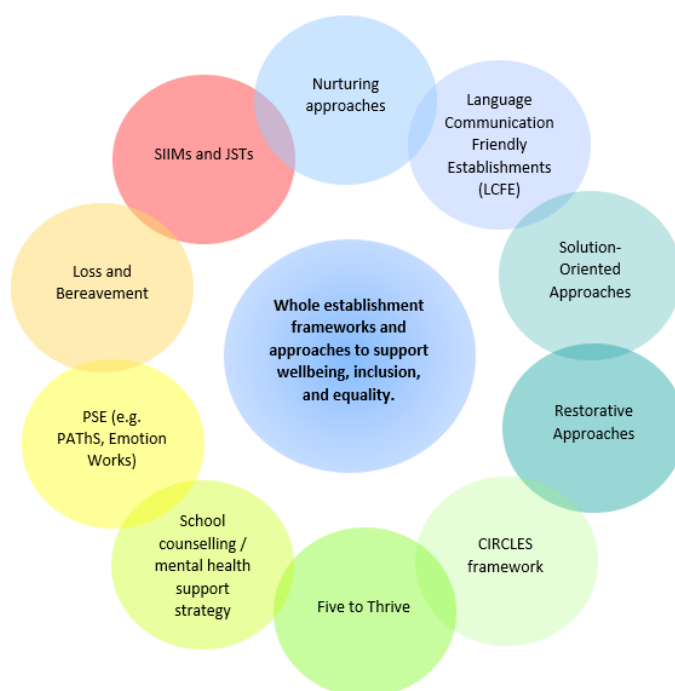 Nurturing
approaches
Language
Communication
Friendly
Establishments
(LCFE)
Solution-
Oriented
Approaches
Restorative
Approaches
CIRCLES
framework
Five to Thrive
School
counselling /
mental health
support
strategy
PSE (e.g.
PAThS, Emotion
Works)
Loss and
Bereavement
SIIMs and JSTs
Whole establishment
frameworks and
approaches to support
wellbeing, inclusion,
and equality.